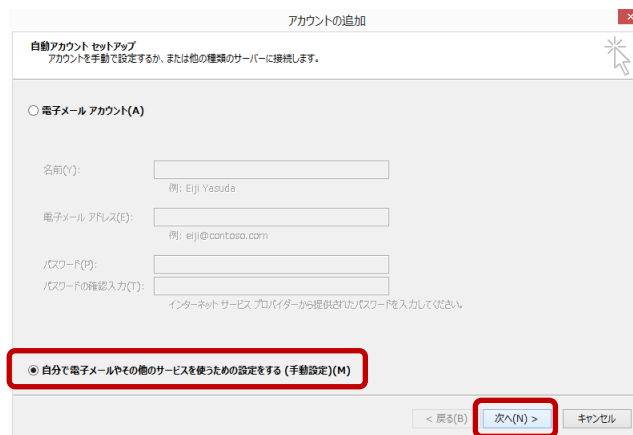 アカウントの追加
自動アカウント セットアップ
アカウントを手動で設定するか、または他の種類のサーバーに接続します。
電子メール アカウント(A)
名前(Y):
例: Eiji Yasuda
電子メール アドレス(E):
例: eiji@contoso.com
パスワード(P):
パスワードの確認入力(T):
インターネット サービス プロバイダーから提供されたパスワードを入力してください。
自分で電子メールやその他のサービスを使うための設定をする (手動設定)(M)
< 戻る(B) 次へ(N) > キャンセル